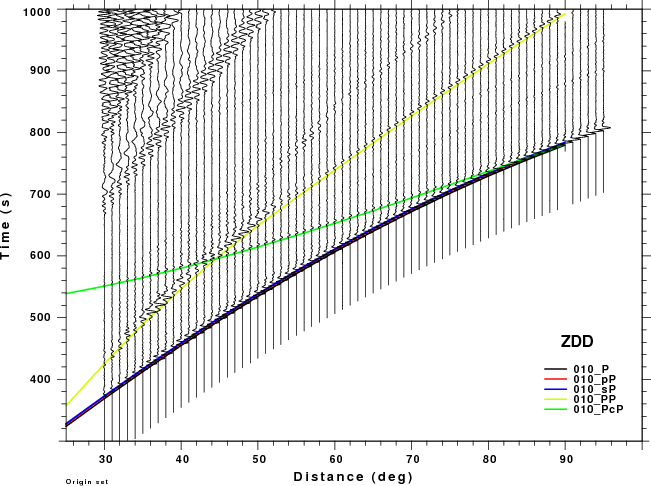 1000
900
800
700
600
500
400
Time (s)
ZDD
010_P
010_pP
010_sP
010_PP
010_PcP
30 40 50 60 70 80 90
Distance (deg)
Origin set